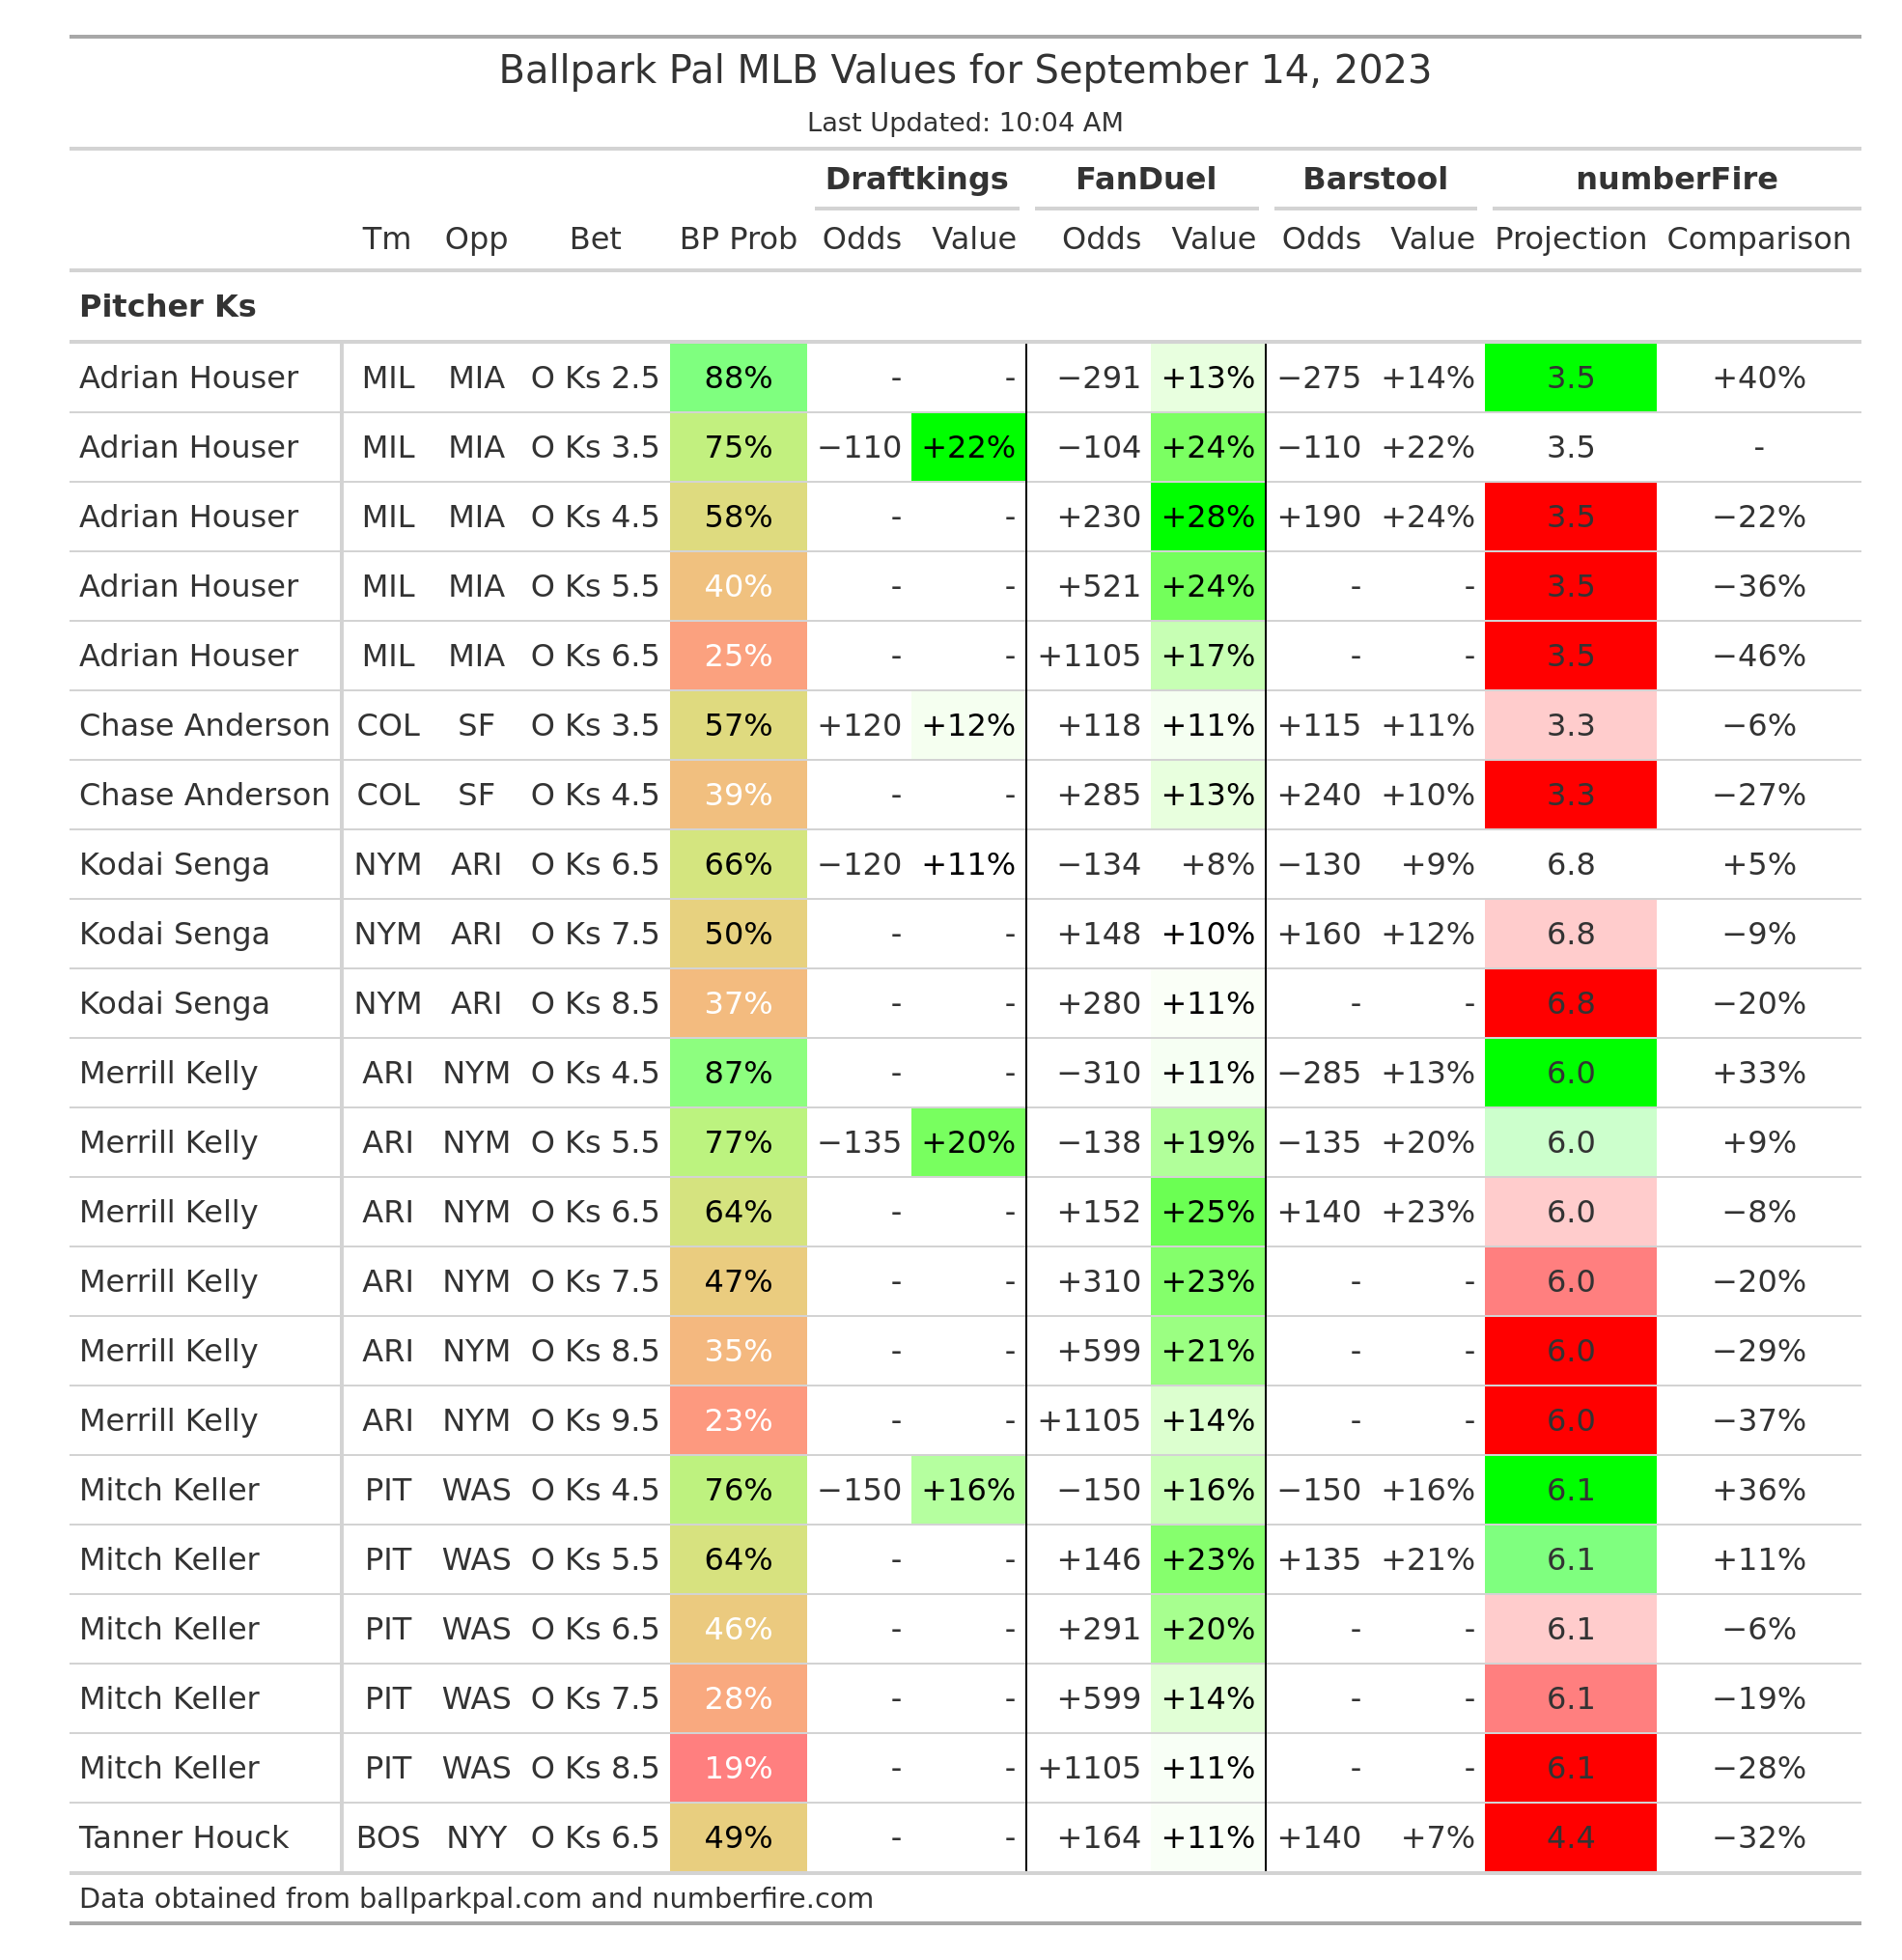 Ballpark Pal MLB Values for September 14, 2023
Last Updated: 10:04 AM
Draftkings FanDuel Barstool numberFire
Tm Opp Bet BP Prob Odds Value Odds Value Odds Value Projection Comparison
Pitcher Ks
Adrian Houser MIL MIA O Ks 2.5 88% - - −291 +13% −275 +14% 3.5 +40%
Adrian Houser MIL MIA O Ks 3.5 75% −110 +22% −104 +24% −110 +22% 3.5 -
Adrian Houser MIL MIA O Ks 4.5 58% - - +230 +28% +190 +24% 3.5 −22%
Adrian Houser MIL MIA O Ks 5.5 40% - - +521 +24% - - 3.5 −36%
Adrian Houser MIL MIA O Ks 6.5 25% - - +1105 +17% - - 3.5 −46%
Chase Anderson COL SF O Ks 3.5 57% +120 +12% +118 +11% +115 +11% 3.3 −6%
Chase Anderson COL SF O Ks 4.5 39% - - +285 +13% +240 +10% 3.3 −27%
Kodai Senga NYM ARI O Ks 6.5 66% −120 +11% −134 +8% −130 +9% 6.8 +5%
Kodai Senga NYM ARI O Ks 7.5 50% - - +148 +10% +160 +12% 6.8 −9%
Kodai Senga NYM ARI O Ks 8.5 37% - - +280 +11% - - 6.8 −20%
Merrill Kelly ARI NYM O Ks 4.5 87% - - −310 +11% −285 +13% 6.0 +33%
Merrill Kelly ARI NYM O Ks 5.5 77% −135 +20% −138 +19% −135 +20% 6.0 +9%
Merrill Kelly ARI NYM O Ks 6.5 64% - - +152 +25% +140 +23% 6.0 −8%
Merrill Kelly ARI NYM O Ks 7.5 47% - - +310 +23% - - 6.0 −20%
Merrill Kelly ARI NYM O Ks 8.5 35% - - +599 +21% - - 6.0 −29%
Merrill Kelly ARI NYM O Ks 9.5 23% - - +1105 +14% - - 6.0 −37%
Mitch Keller PIT WAS O Ks 4.5 76% −150 +16% −150 +16% −150 +16% 6.1 +36%
Mitch Keller PIT WAS O Ks 5.5 64% - - +146 +23% +135 +21% 6.1 +11%
Mitch Keller PIT WAS O Ks 6.5 46% - - +291 +20% - - 6.1 −6%
Mitch Keller PIT WAS O Ks 7.5 28% - - +599 +14% - - 6.1 −19%
Mitch Keller PIT WAS O Ks 8.5 19% - - +1105 +11% - - 6.1 −28%
Tanner Houck BOS NYY O Ks 6.5 49% - - +164 +11% +140 +7% 4.4 −32%
Data obtained from ballparkpal.com and numberfire.com